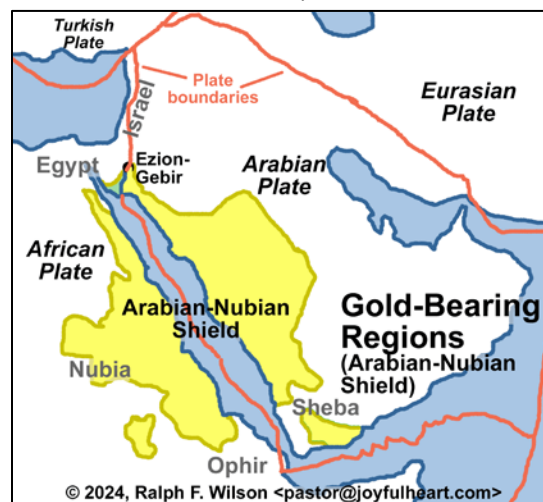 Turkish
Plate
Plate
boundaries
Israel
Eurasian
Plate
Egypt
Ezion-
Gebir
Arabian
Plate
African
Plate
Arabian-Nubian
Shield
Gold-Bearing
Regions
(Arabian-Nubian
Shield)
Nubia
Sheba
Ophir
© 2024, Ralph F. Wilson <pastor@joyfulheart.com>